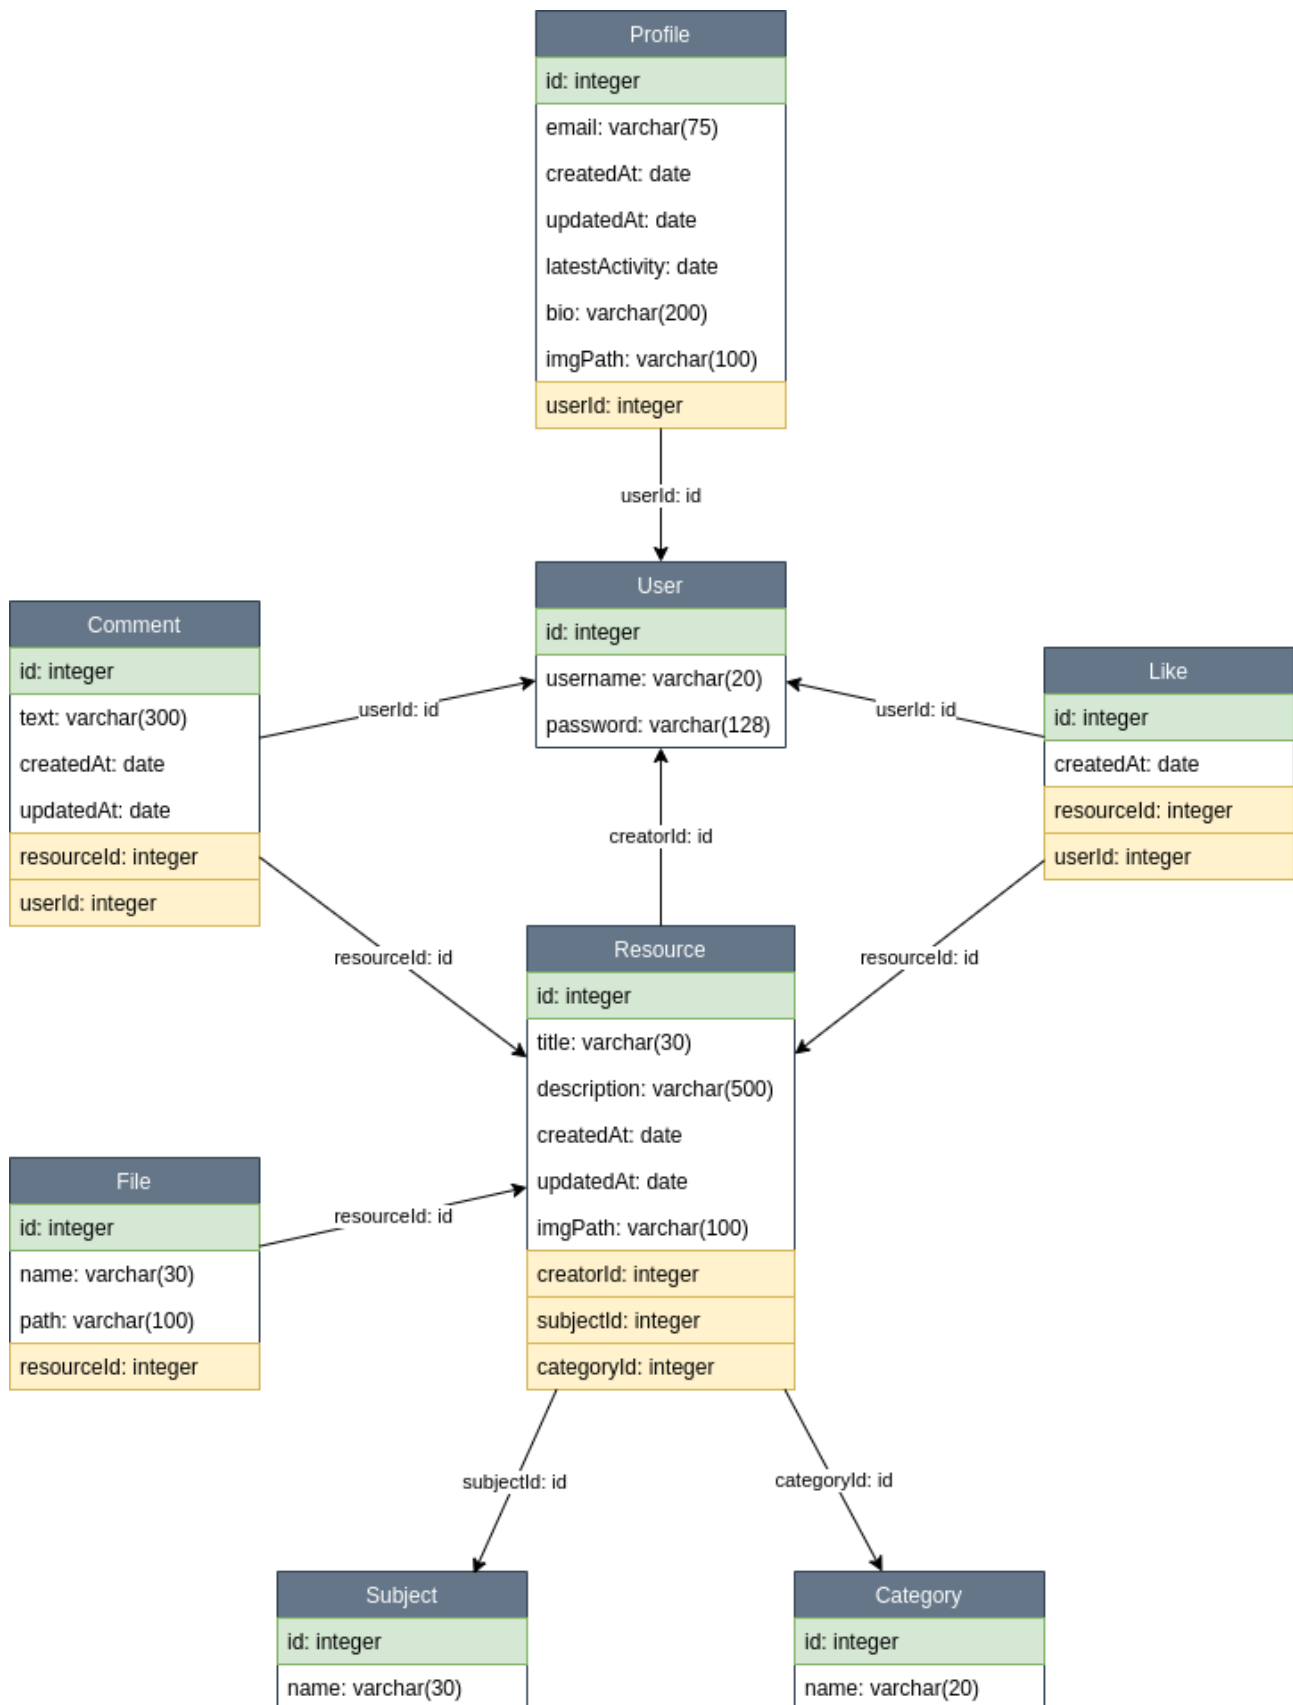 Profile
id: integer
email: varchar(75)
createdAt: date
updatedAt: date
latestActivity: date
bio: varchar(200)
imgPath: varchar(100)
userId: integer
userId: id
User
id: integer
username: varchar(20)
password: varchar(128)
Comment
id: integer
text: varchar(300)
createdAt: date
updatedAt: date
resourceId: integer
userId: integer
userId: id
userId: id
Like
id: integer
createdAt: date
resourceId: integer
userId: integer
creatorId: id
resourceId: id
resourceId: id
Resource
id: integer
title: varchar(30)
description: varchar(500)
createdAt: date
updatedAt: date
imgPath: varchar(100)
creatorId: integer
subjectId: integer
categoryId: integer
File
id: integer
name: varchar(30)
path: varchar(100)
resourceId: integer
resourceId: id
subjectId: id
categoryId: id
Subject
id: integer
name: varchar(30)
Category
id: integer
name: varchar(20)